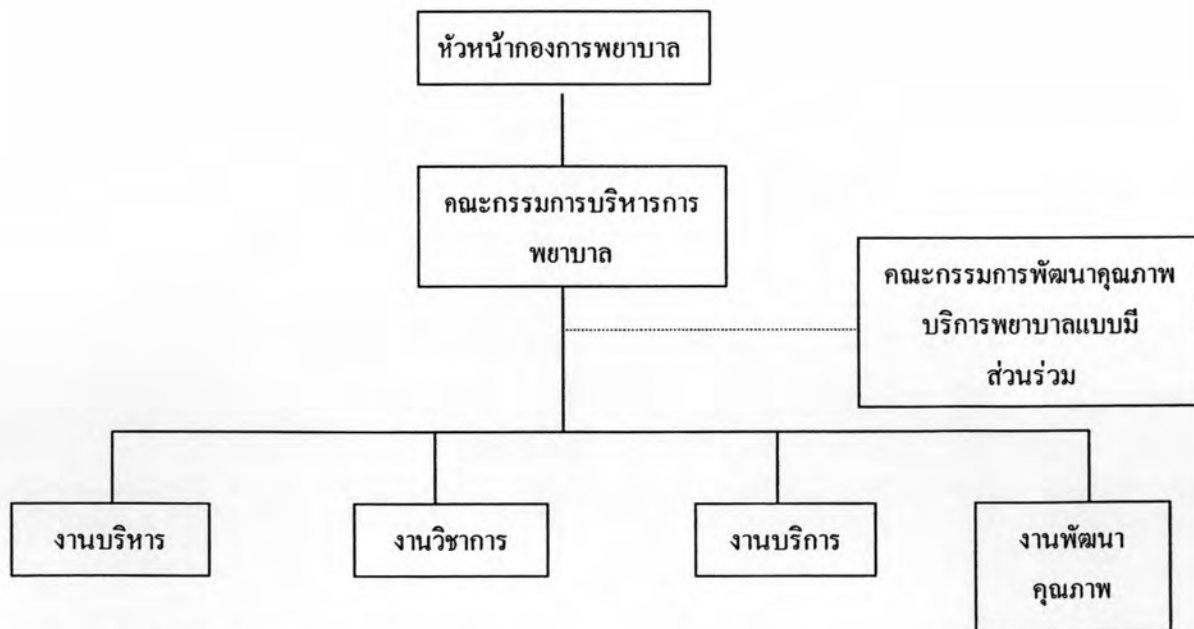 หัวหน้ากองการพยาบาล
คณะกรรมการบริหารการ
พยาบาล
คณะกรรมการพัฒนาคุณภาพ
บริการพยาบาลแบบมี
ส่วนร่วม
งานบริหาร
งานวิชาการ
งานบริการ
งานพัฒนา
คุณภาพ